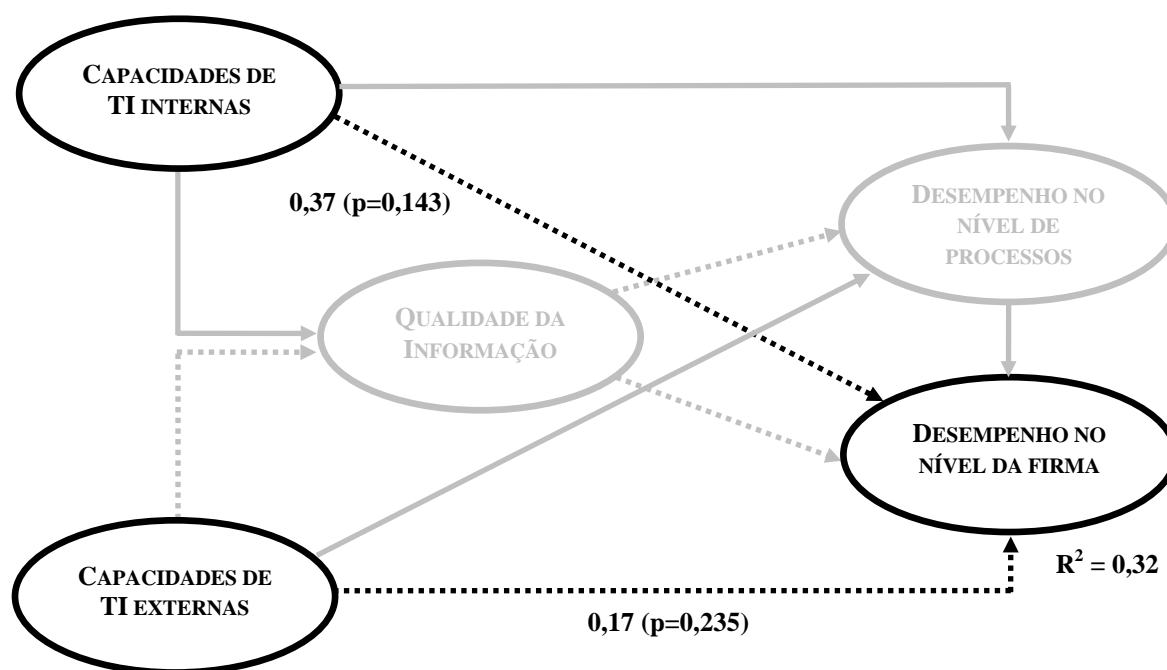 CAPACIDADES DE
TI INTERNAS
0,37 (p=0,143)
DESEMPENHO NO
NÍVEL DE
PROCESSOS
QUALIDADE DA
INFORMAÇÃO
DESEMPENHO NO
NÍVEL DA FIRMA
R² = 0,32
CAPACIDADES DE
TI EXTERNAS
0,17 (p=0,235)